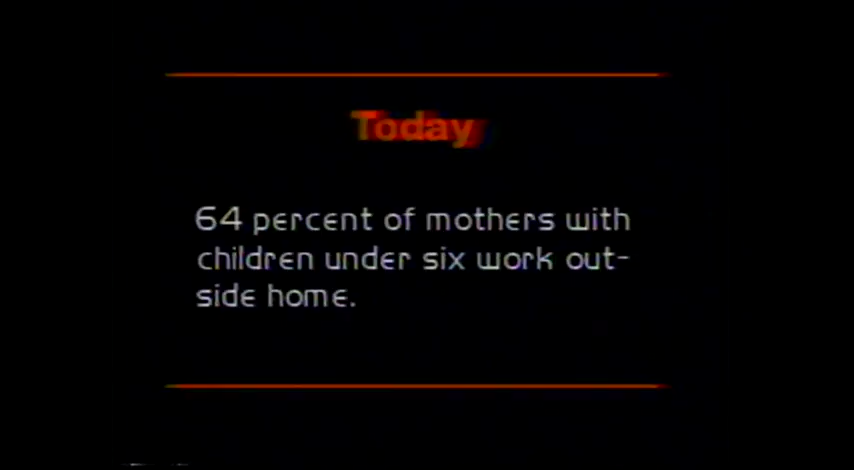 Today
64 percent of mothers with
children under six work out-
side home.